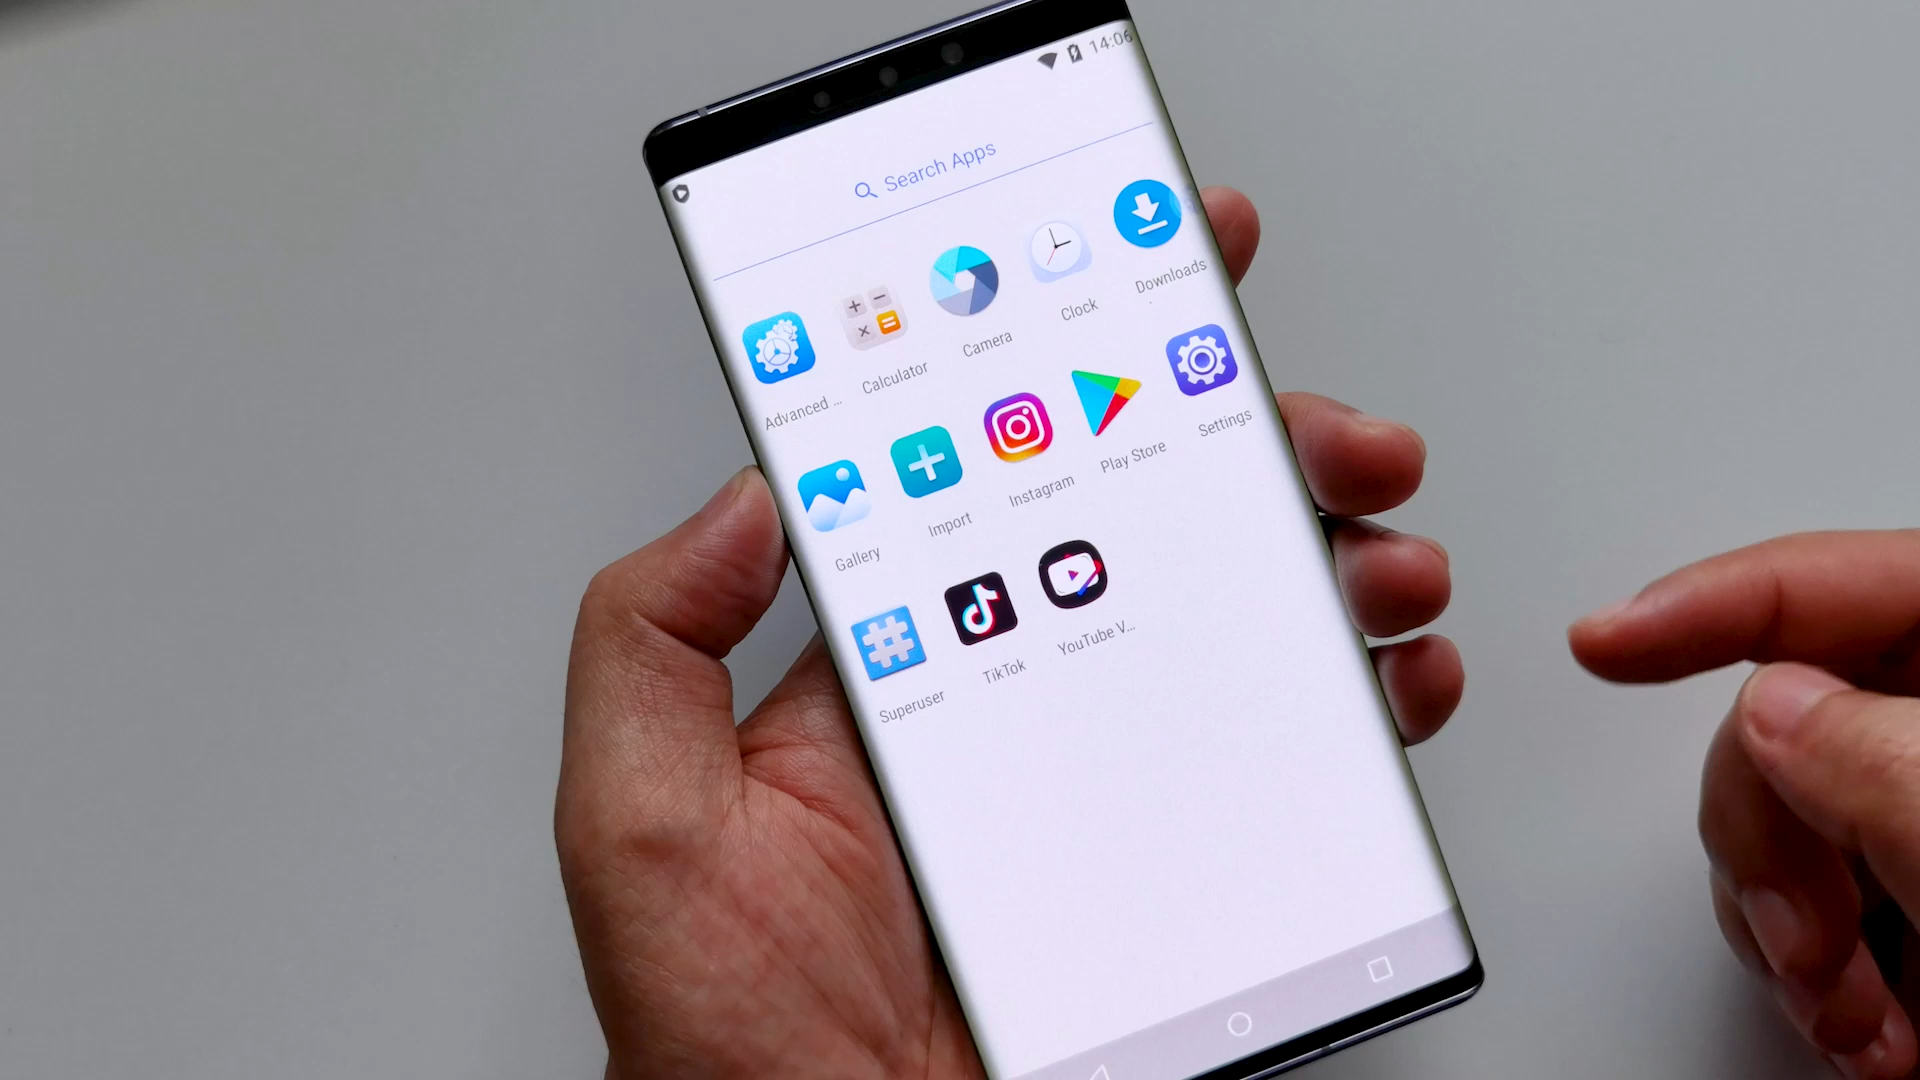 14:06
Search Apps
Advanced ...
Calculator
Camera
Clock
Downloads
Gallery
Import
Instagram
Play Store
Settings
Superuser
TikTok
YouTube V...